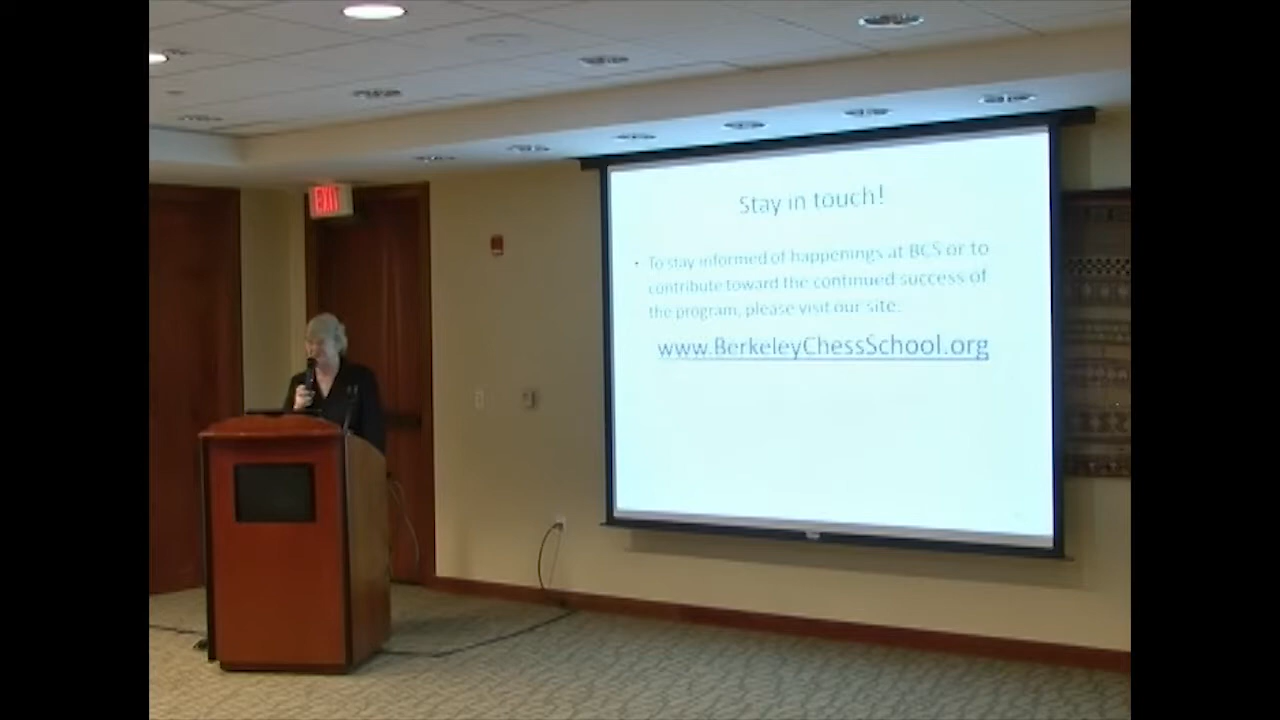 EXIT
Stay in touch!
• To stay informed of happenings at BCS or to
contribute toward the continued success of
the program, please visit our site.
www.BerkeleyChessSchool.org